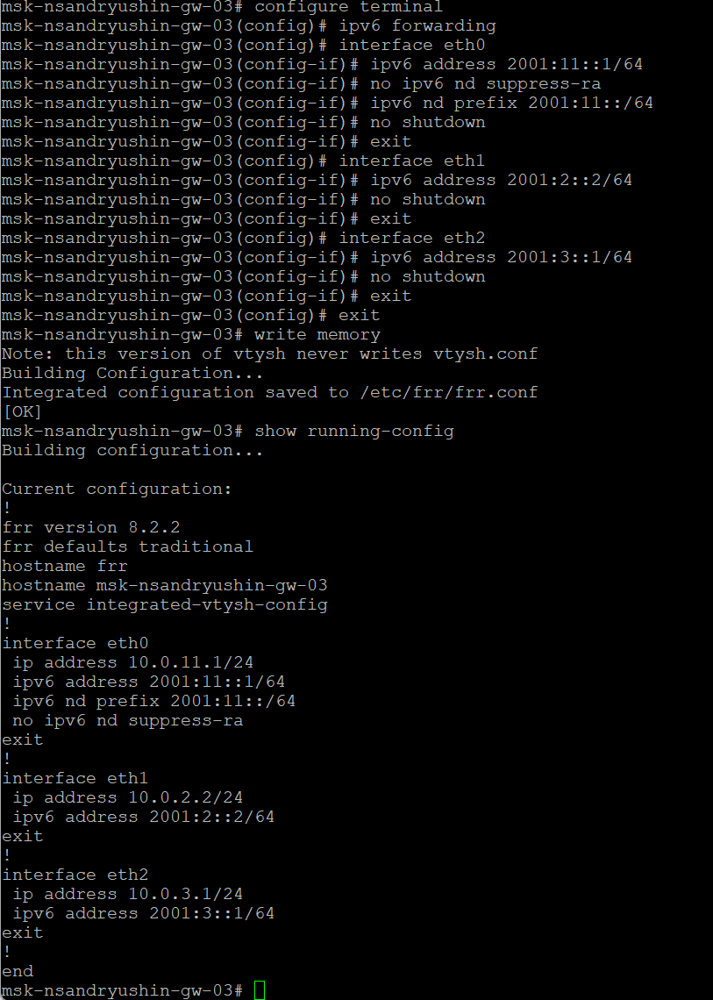 msk-nsandryushin-gw-03# configure terminal
msk-nsandryushin-gw-03(config)# ipv6 forwarding
msk-nsandryushin-gw-03(config)# interface eth0
msk-nsandryushin-gw-03(config-if)# ipv6 address 2001:11::1/64
msk-nsandryushin-gw-03(config-if)# no ipv6 nd suppress-ra
msk-nsandryushin-gw-03(config-if)# ipv6 nd prefix 2001:11::/64
msk-nsandryushin-gw-03(config-if)# no shutdown
msk-nsandryushin-gw-03(config-if)# exit
msk-nsandryushin-gw-03(config)# interface eth1
msk-nsandryushin-gw-03(config-if)# ipv6 address 2001:2::2/64
msk-nsandryushin-gw-03(config-if)# no shutdown
msk-nsandryushin-gw-03(config-if)# exit
msk-nsandryushin-gw-03(config)# interface eth2
msk-nsandryushin-gw-03(config-if)# ipv6 address 2001:3::1/64
msk-nsandryushin-gw-03(config-if)# no shutdown
msk-nsandryushin-gw-03(config-if)# exit
msk-nsandryushin-gw-03(config)# exit
msk-nsandryushin-gw-03# write memory
Note: this version of vtysh never writes vtysh.conf
Building Configuration...
Integrated configuration saved to /etc/frr/frr.conf
[OK]
msk-nsandryushin-gw-03# show running-config
Building configuration...

Current configuration:
!
frr version 8.2.2
frr defaults traditional
hostname frr
hostname msk-nsandryushin-gw-03
service integrated-vtysh-config
!
interface eth0
 ip address 10.0.11.1/24
 ipv6 address 2001:11::1/64
 ipv6 nd prefix 2001:11::/64
 no ipv6 nd suppress-ra
exit
!
interface eth1
 ip address 10.0.2.2/24
 ipv6 address 2001:2::2/64
exit
!
interface eth2
 ip address 10.0.3.1/24
 ipv6 address 2001:3::1/64
exit
!
end
msk-nsandryushin-gw-03#